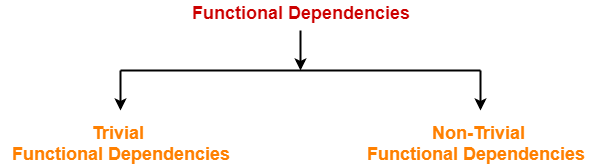 Functional Dependencies
Trivial
Functional Dependencies
Non-Trivial
Functional Dependencies